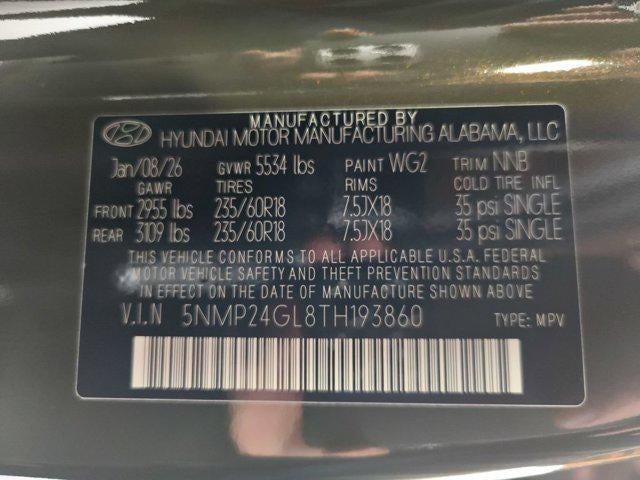 MANUFACTURED BY
HYUNDAI MOTOR MANUFACTURING ALABAMA, LLC
Jan/08/26 GVWR 5534 lbs PAINT WG2 TRIM NNB
GAWR TIRES RIMS COLD TIRE INFL
FRONT 2955 lbs 235/60R18 7.5JX18 35 psi SINGLE
REAR 3109 lbs 235/60R18 7.5JX18 35 psi SINGLE
THIS VEHICLE CONFORMS TO ALL APPLICABLE U.S.A. FEDERAL
MOTOR VEHICLE SAFETY AND THEFT PREVENTION STANDARDS
IN EFFECT ON THE DATE OF MANUFACTURE SHOWN ABOVE
V.I.N 5NMP24GL8TH193860 TYPE: MPV